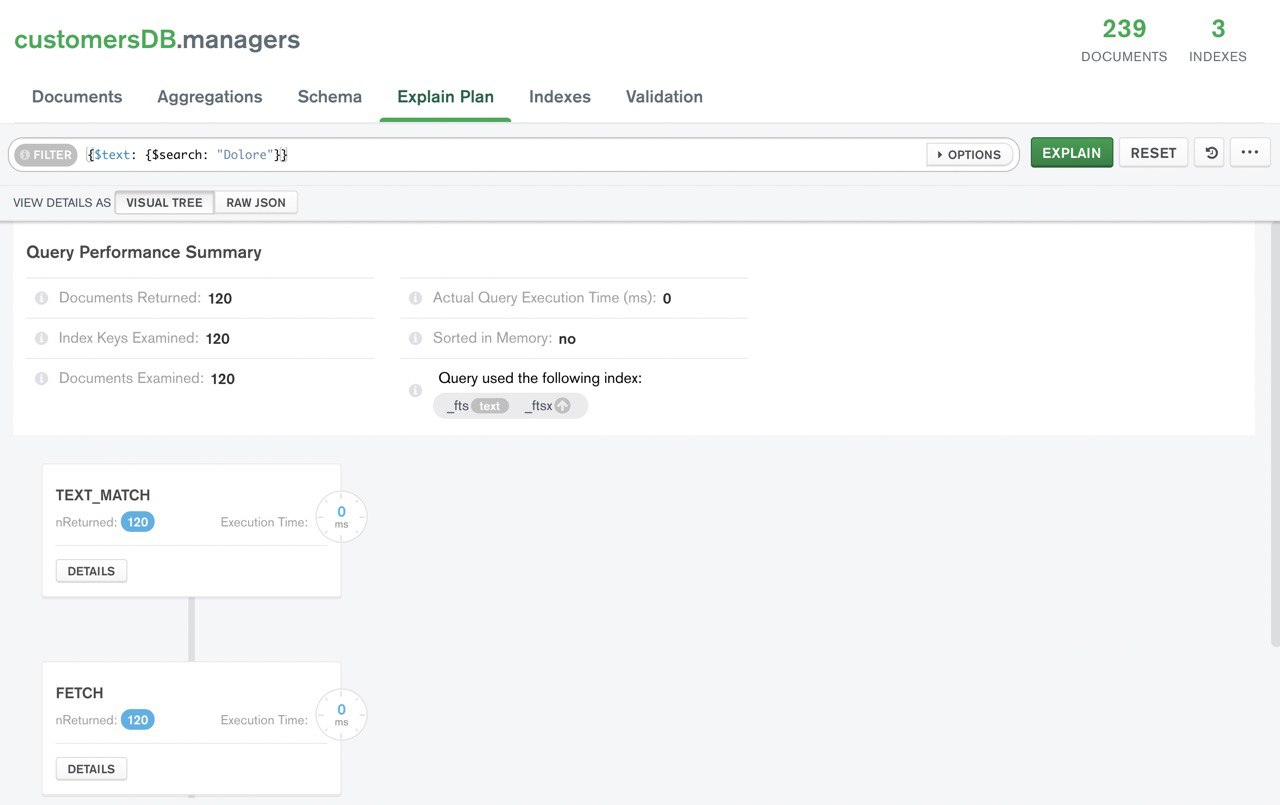 customersDB.managers
239
DOCUMENTS
3
INDEXES
Documents Aggregations Schema Explain Plan Indexes Validation
FILTER {$text: {$search: "Dolore"}} OPTIONS EXPLAIN RESET ...
VIEW DETAILS AS VISUAL TREE RAW JSON
Query Performance Summary
Documents Returned: 120
Index Keys Examined: 120
Documents Examined: 120
Actual Query Execution Time (ms): 0
Sorted in Memory: no
Query used the following index:
_fts text _ftsx
TEXT_MATCH
nReturned: 120 Execution Time: 0 ms
DETAILS
FETCH
nReturned: 120 Execution Time: 0 ms
DETAILS